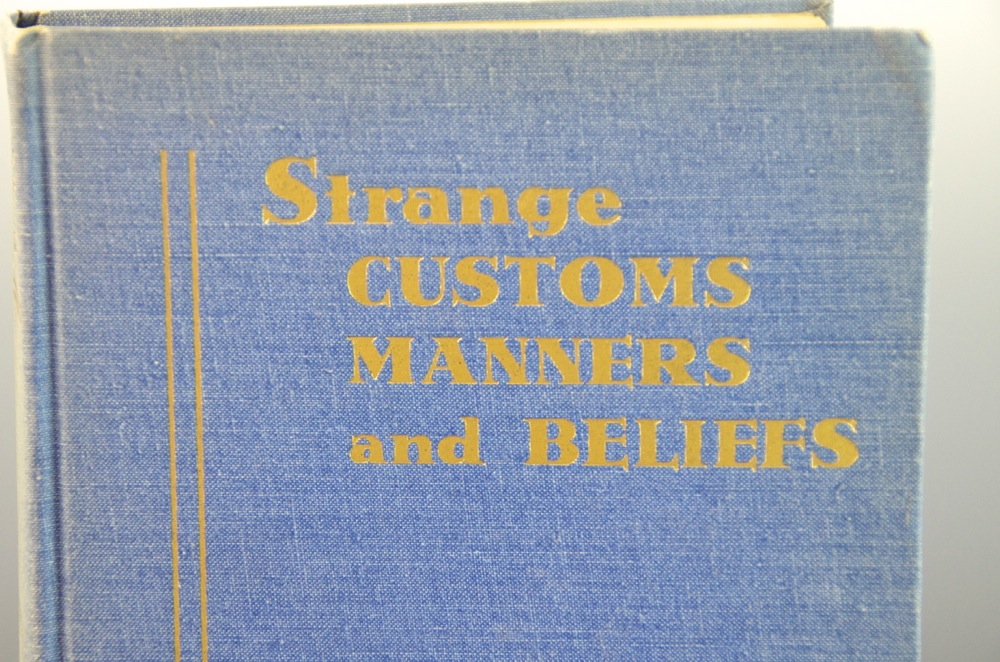 Strange
CUSTOMS
MANNERS
and BELIEFS